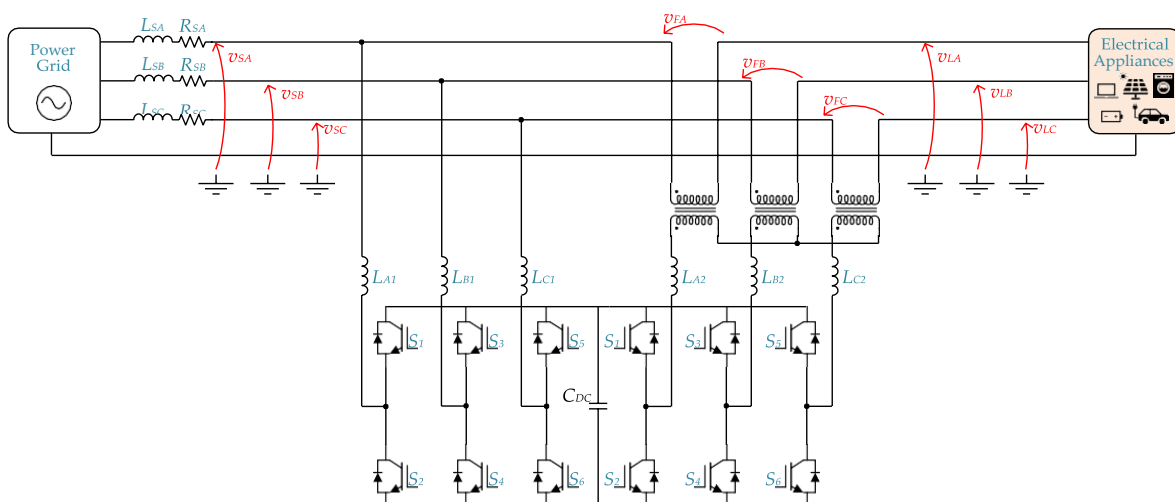 Power
Grid
LSA RSA
LSB RSB
LSC RSC
vSA
vSB
vSC
vFA
vFB
vFC
vLA
vLB
vLC
Electrical
Appliances
LA1
LB1
LC1
LA2
LB2
LC2
S1
S3
S5
S1
S3
S5
CDC
S2
S4
S6
S2
S4
S6